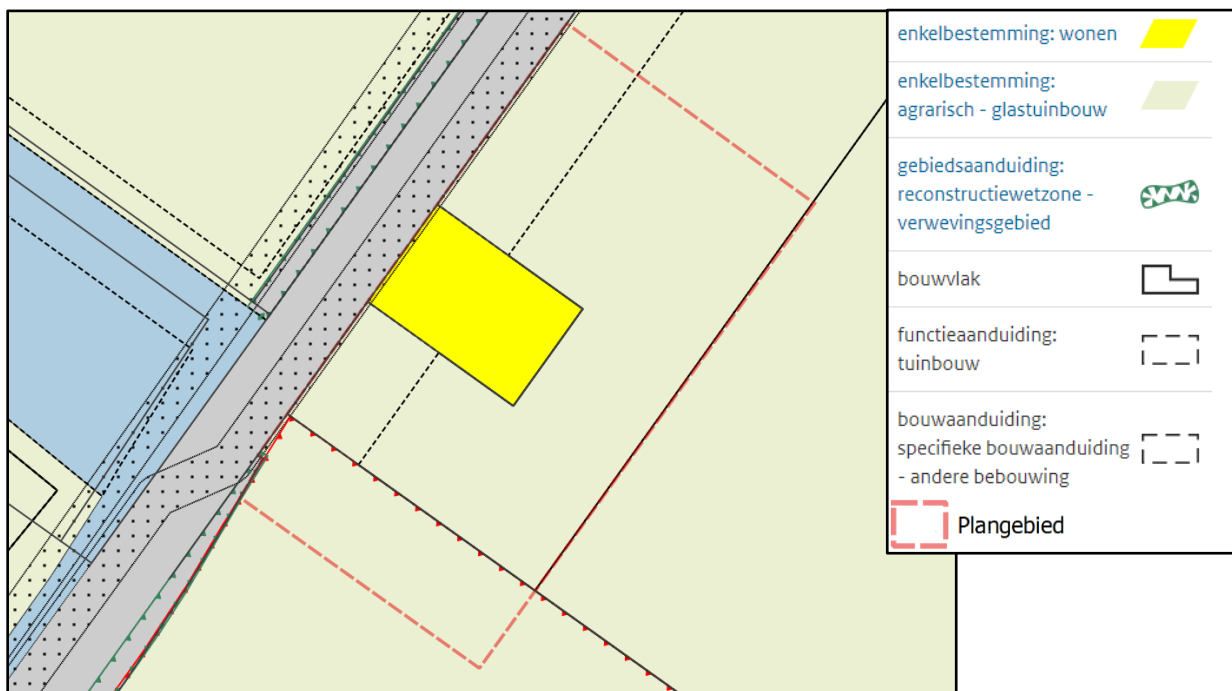 enkelbestemming: wonen
enkelbestemming:
agrarisch - glastuinbouw
gebiedsaanduiding:
reconstructiewetzone -
verwevingsgebied
bouwvlak
functieaanduiding:
tuinbouw
bouwaanduiding:
specifieke bouwaanduiding
- andere bebouwing
Plangebied